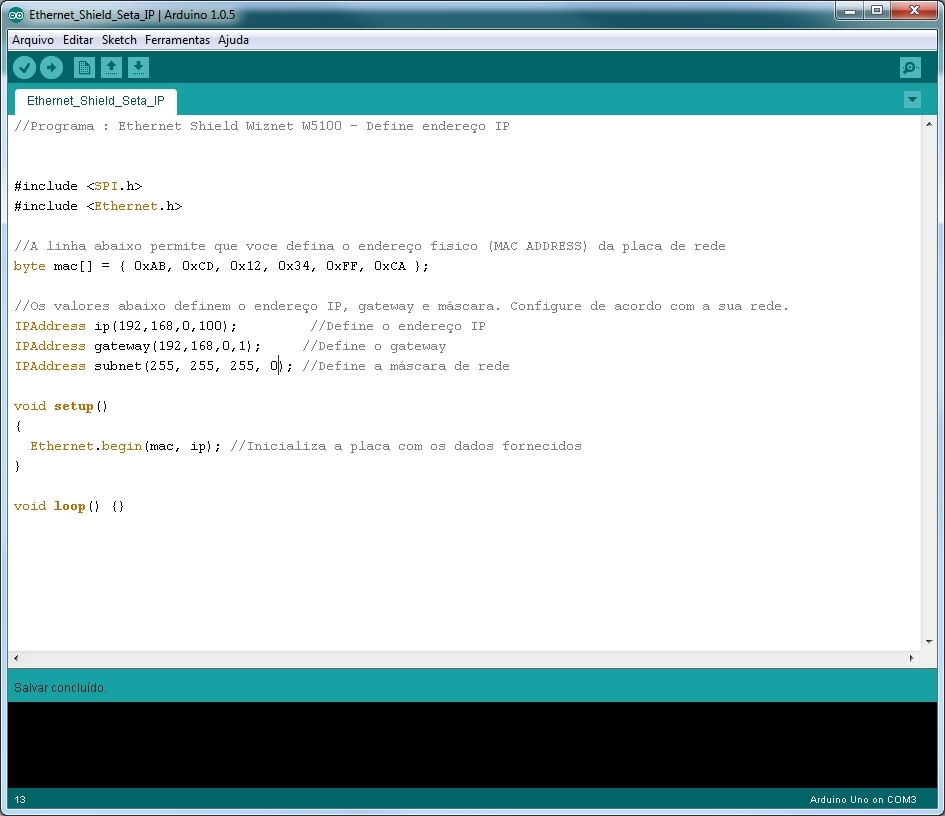 Ethernet_Shield_Seta_IP | Arduino 1.0.5
Arquivo Editar Sketch Ferramentas Ajuda
Ethernet_Shield_Seta_IP
//Programa : Ethernet Shield Wiznet W5100 - Define endereço IP
#include <SPI.h>
#include <Ethernet.h>
//A linha abaixo permite que voce defina o endereço fisico (MAC ADDRESS) da placa de rede
byte mac[] = { 0xAB, 0xCD, 0x12, 0x34, 0xFF, 0xCA };
//Os valores abaixo definem o endereço IP, gateway e máscara. Configure de acordo com a sua rede.
IPAddress ip(192,168,0,100);         //Define o endereço IP
IPAddress gateway(192,168,0,1);     //Define o gateway
IPAddress subnet(255, 255, 255, 0); //Define a máscara de rede
void setup()
{
  Ethernet.begin(mac, ip); //Inicializa a placa com os dados fornecidos
}
void loop() {}
Salvar concluído.
13
Arduino Uno on COM3